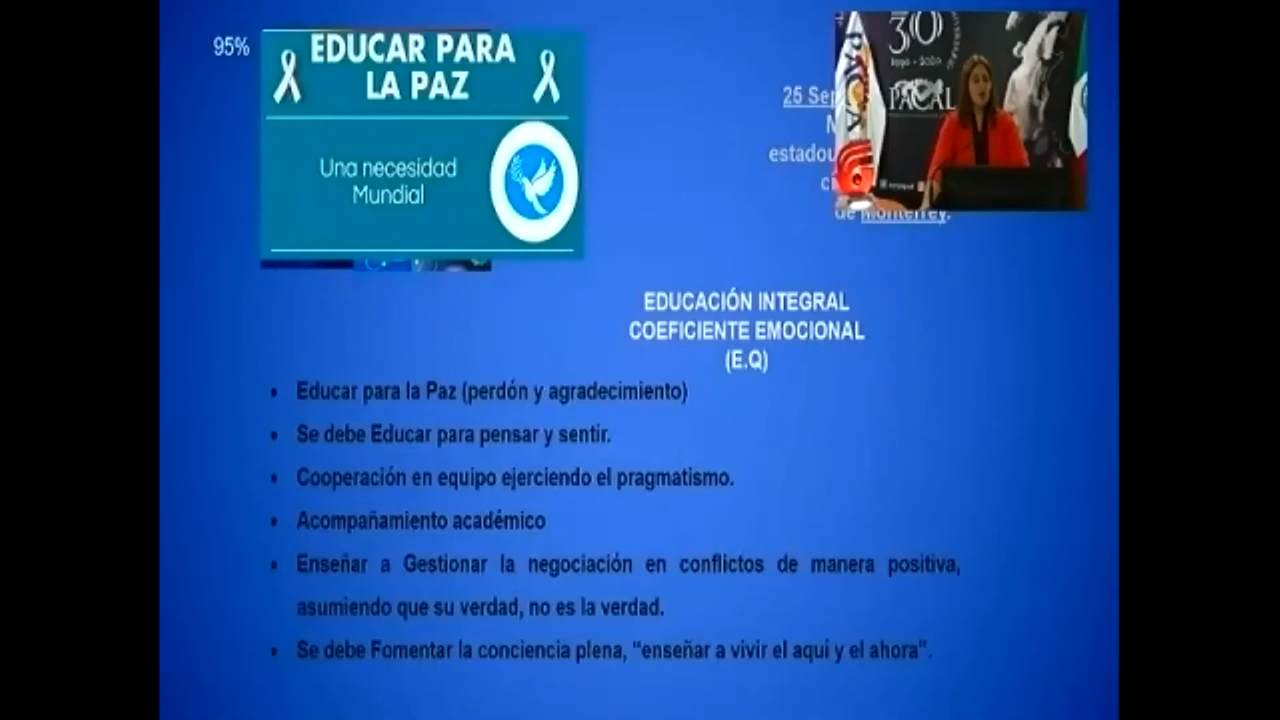 95%
EDUCAR PARA
LA PAZ
Una necesidad
Mundial
30
1990 - 2020
PACAL
25 Sep
estadou
de Monterrey.
EDUCACIÓN INTEGRAL
COEFICIENTE EMOCIONAL
(E.Q)
• Educar para la Paz (perdón y agradecimiento)
• Se debe Educar para pensar y sentir.
• Cooperación en equipo ejerciendo el pragmatismo.
• Acompañamiento académico
• Enseñar a Gestionar la negociación en conflictos de manera positiva,
asumiendo que su verdad, no es la verdad.
• Se debe Fomentar la conciencia plena, “enseñar a vivir el aquí y el ahora”.